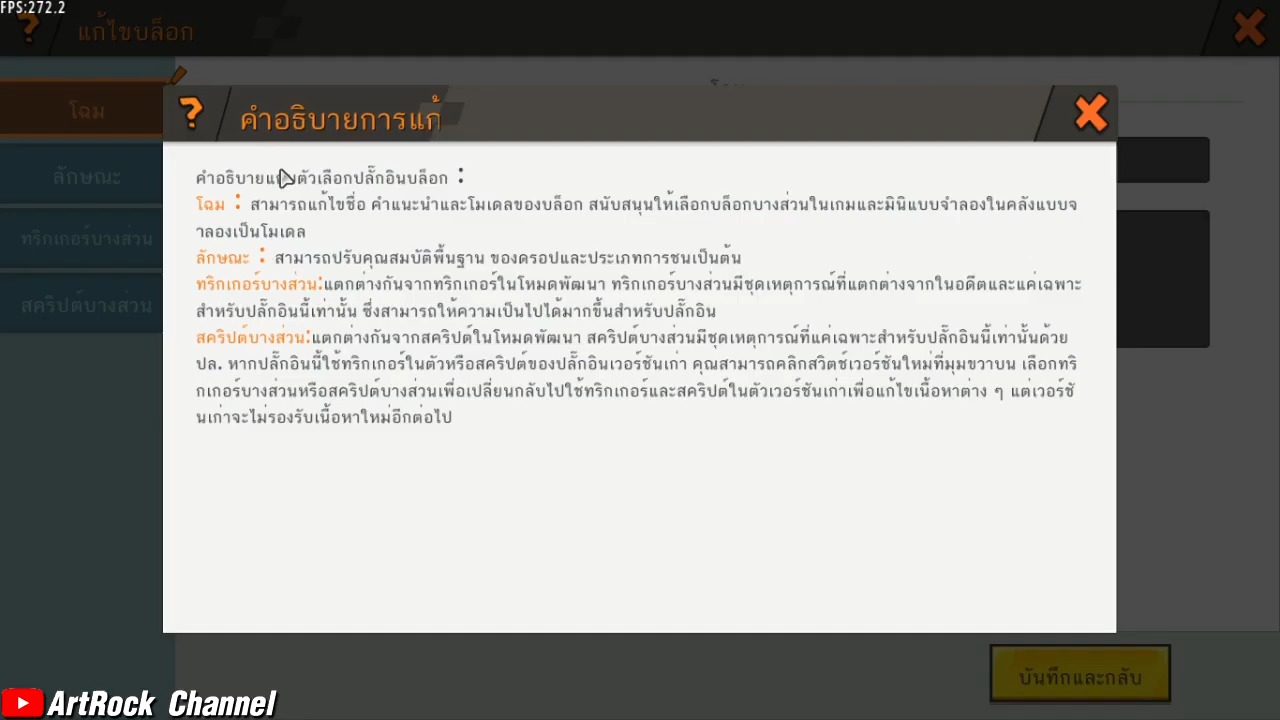 FPS:272.2
แก้ไขบล็อก
โฉม
ลักษณะ
ทริกเกอร์บางส่วน
สคริปต์บางส่วน
คำอธิบายการแก้
คำอธิบายแถบตัวเลือกปลั๊กอินบล็อก :
โฉม : สามารถแก้ไขชื่อ คำแนะนำและโมเดลของบล็อก สนับสนุนให้เลือกบล็อกบางส่วนในเกมและมินิแบบจำลองในคลังแบบจ
าลองเป็นโมเดล
ลักษณะ : สามารถปรับคุณสมบัติพื้นฐาน ของดรอปและประเภทการชนเป็นต้น
ทริกเกอร์บางส่วน:แตกต่างกันจากทริกเกอร์ในโหมดพัฒนา ทริกเกอร์บางส่วนมีชุดเหตุการณ์ที่แตกต่างจากในอดีตและแค่เฉพาะ
สำหรับปลั๊กอินนี้เท่านั้น ซึ่งสามารถให้ความเป็นไปได้มากขึ้นสำหรับปลั๊กอิน
สคริปต์บางส่วน:แตกต่างกันจากสคริปต์ในโหมดพัฒนา สคริปต์บางส่วนมีชุดเหตุการณ์ที่แค่เฉพาะสำหรับปลั๊กอินนี้เท่านั้นด้วย
ปล. หากปลั๊กอินนี้ใช้ทริกเกอร์ในตัวหรือสคริปต์ของปลั๊กอินเวอร์ชันเก่า คุณสามารถคลิกสวิตช์เวอร์ชันใหม่ที่มุมขวาบน เลือกทริ
กเกอร์บางส่วนหรือสคริปต์บางส่วนเพื่อเปลี่ยนกลับไปใช้ทริกเกอร์และสคริปต์ในตัวเวอร์ชันเก่าเพื่อแก้ไขเนื้อหาต่าง ๆ แต่เวอร์ชั
นเก่าจะไม่รองรับเนื้อหาใหม่อีกต่อไป
บันทึกและกลับ
ArtRock Channel